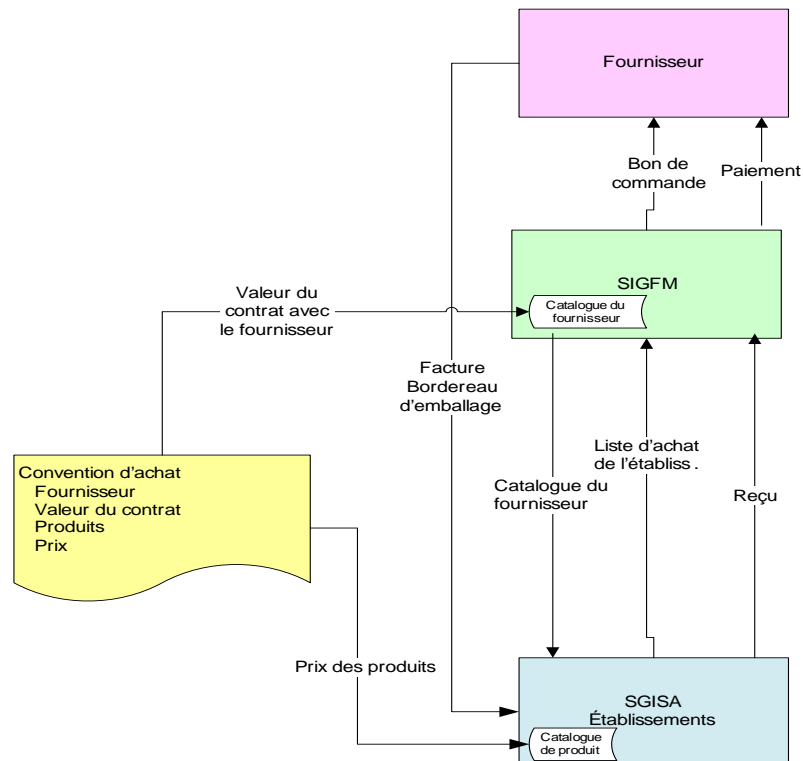 Fournisseur
Bon de
commande
Paiement
SIGFM
Catalogue du
fournisseur
Valeur du
contrat avec
le fournisseur
Facture
Bordereau
d'emballage
Liste d'achat
de l'établiss .
Catalogue du
fournisseur
Reçu
Convention d'achat
Fournisseur
Valeur du contrat
Produits
Prix
Prix des produits
SGISA
Établissements
Catalogue
de produit